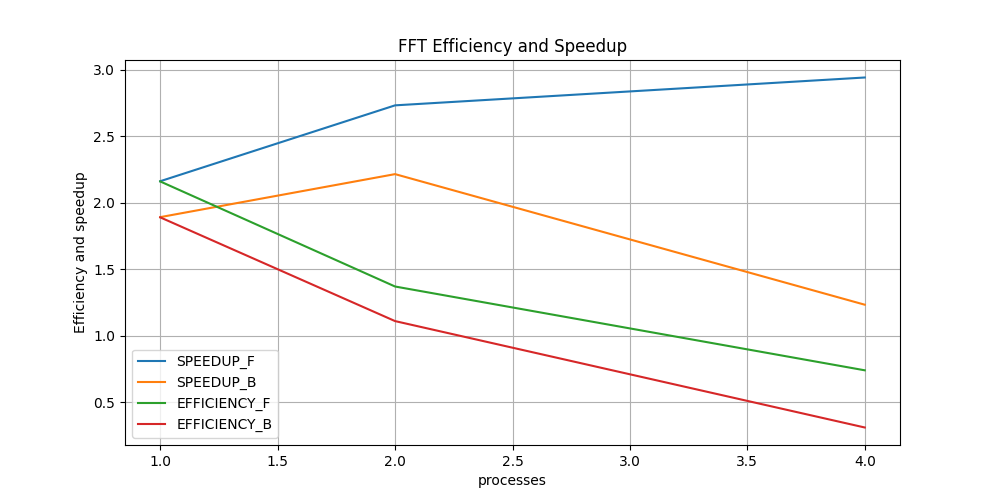 FFT Efficiency and Speedup
3.0
2.5
2.0
1.5
1.0
0.5
Efficiency and speedup
SPEEDUP_F
SPEEDUP_B
EFFICIENCY_F
EFFICIENCY_B
1.0 1.5 2.0 2.5 3.0 3.5 4.0
processes